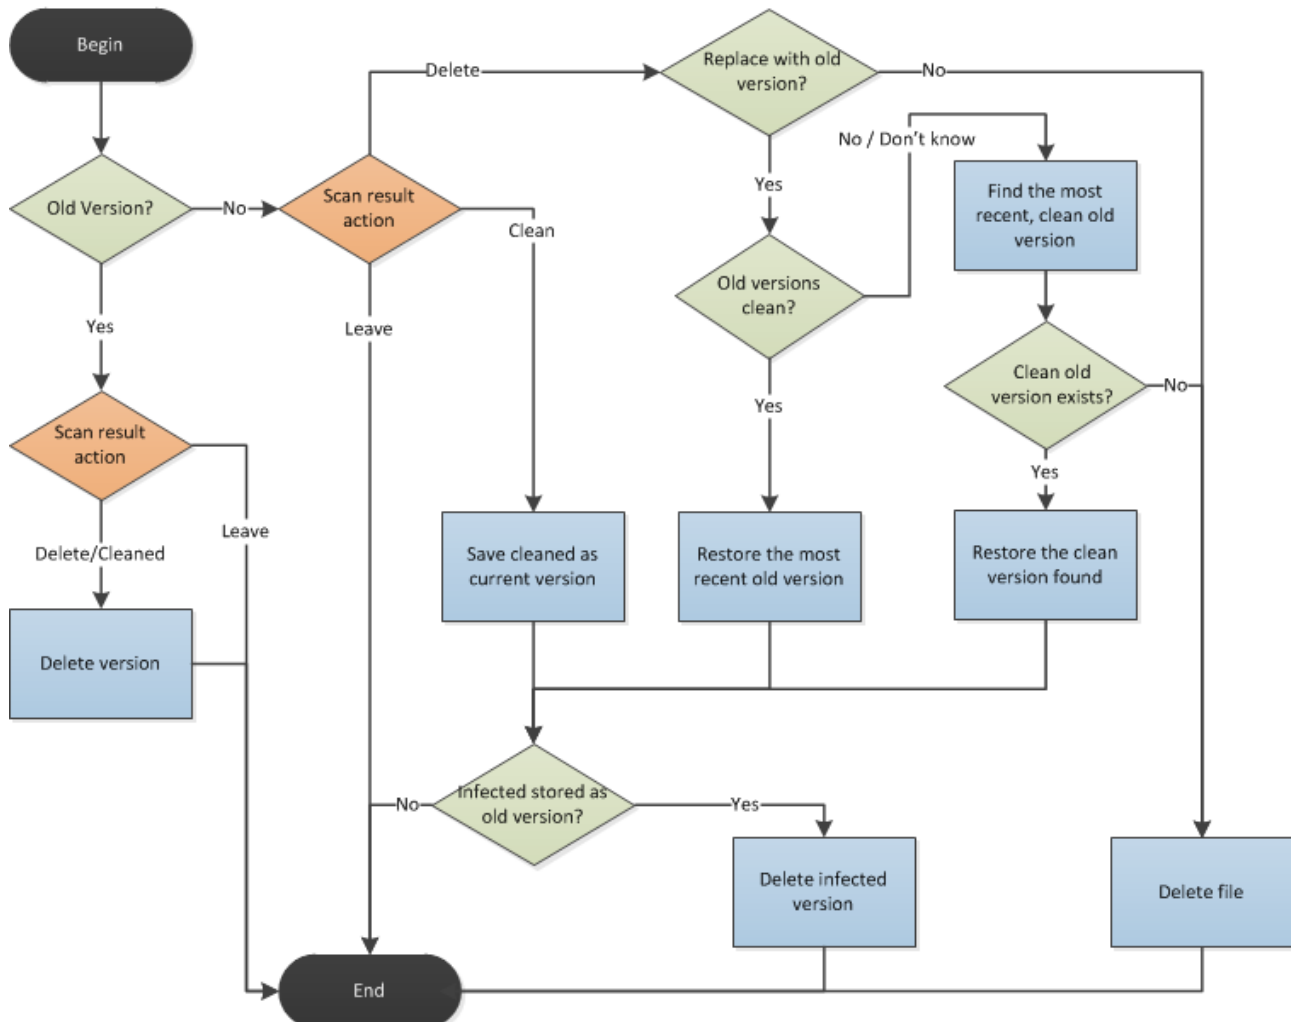 Begin
Delete
Replace with old
version?
No
No / Don't know
Old Version?
No
Scan result
action
Yes
Find the most
recent, clean old
version
Clean
Old versions
clean?
Yes
Leave
Clean old
version exists?
No
Yes
Scan result
action
Yes
Leave
Delete/Cleaned
Save cleaned as
current version
Restore the most
recent old version
Restore the clean
version found
Delete version
Infected stored as
old version?
No
Yes
Delete infected
version
Delete file
End